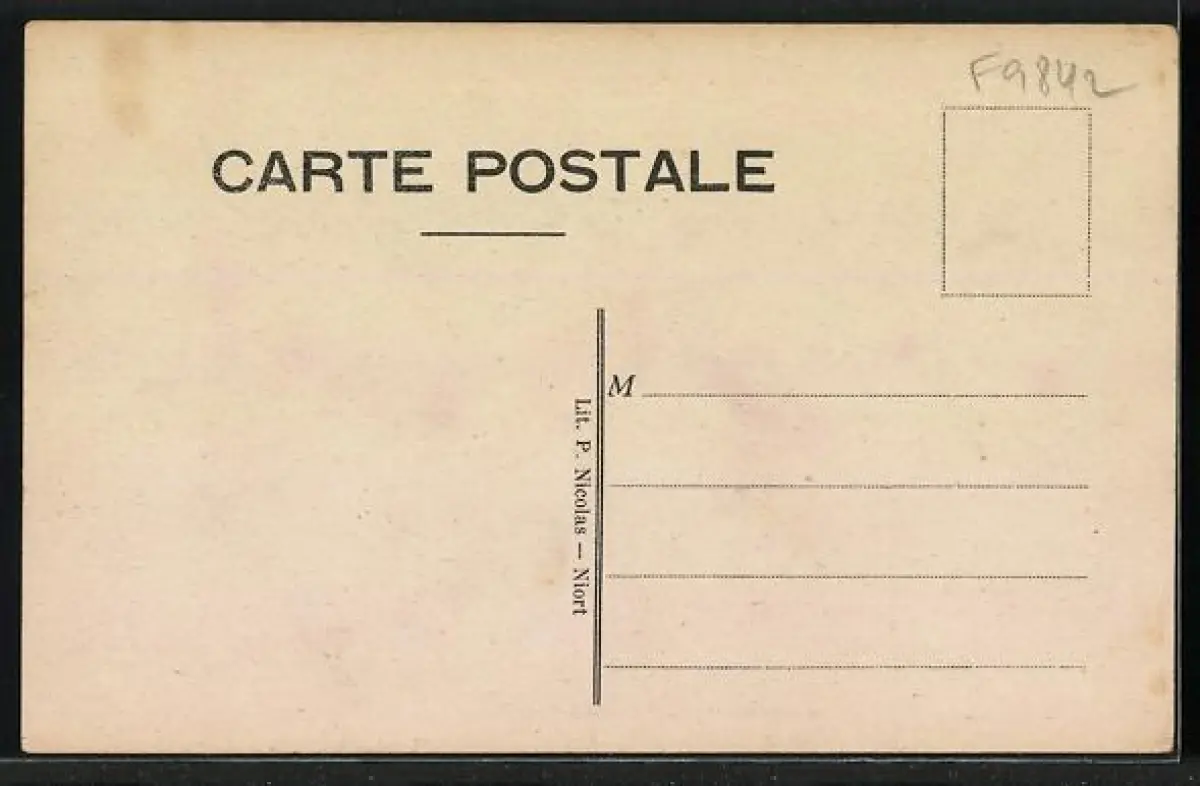 F9842
CARTE POSTALE
M
Lit. P. Nicolas — Niort